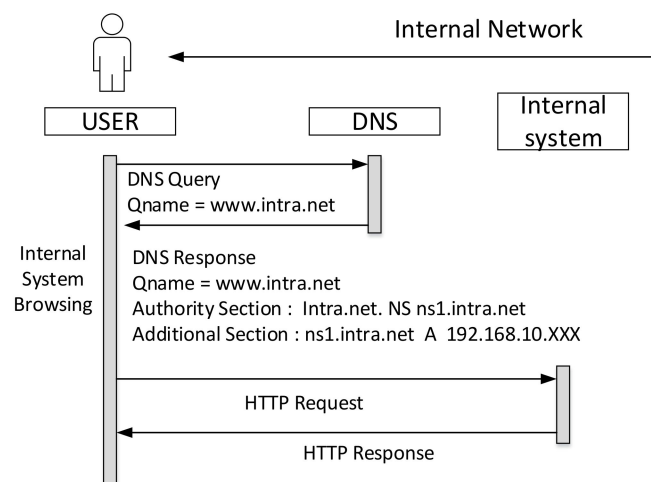 Internal Network
USER
DNS
Internal
system
DNS Query
Qname = www.intra.net
Internal
System
Browsing
DNS Response
Qname = www.intra.net
Authority Section :  Intra.net. NS ns1.intra.net
Additional Section : ns1.intra.net  A  192.168.10.XXX
HTTP Request
HTTP Response